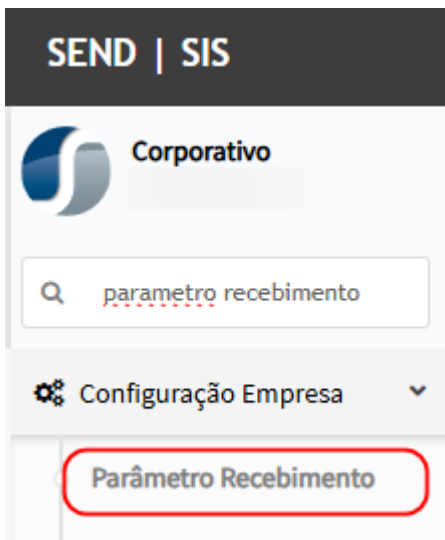 SEND | SIS
Corporativo
parametro recebimento
Configuração Empresa
Parâmetro Recebimento